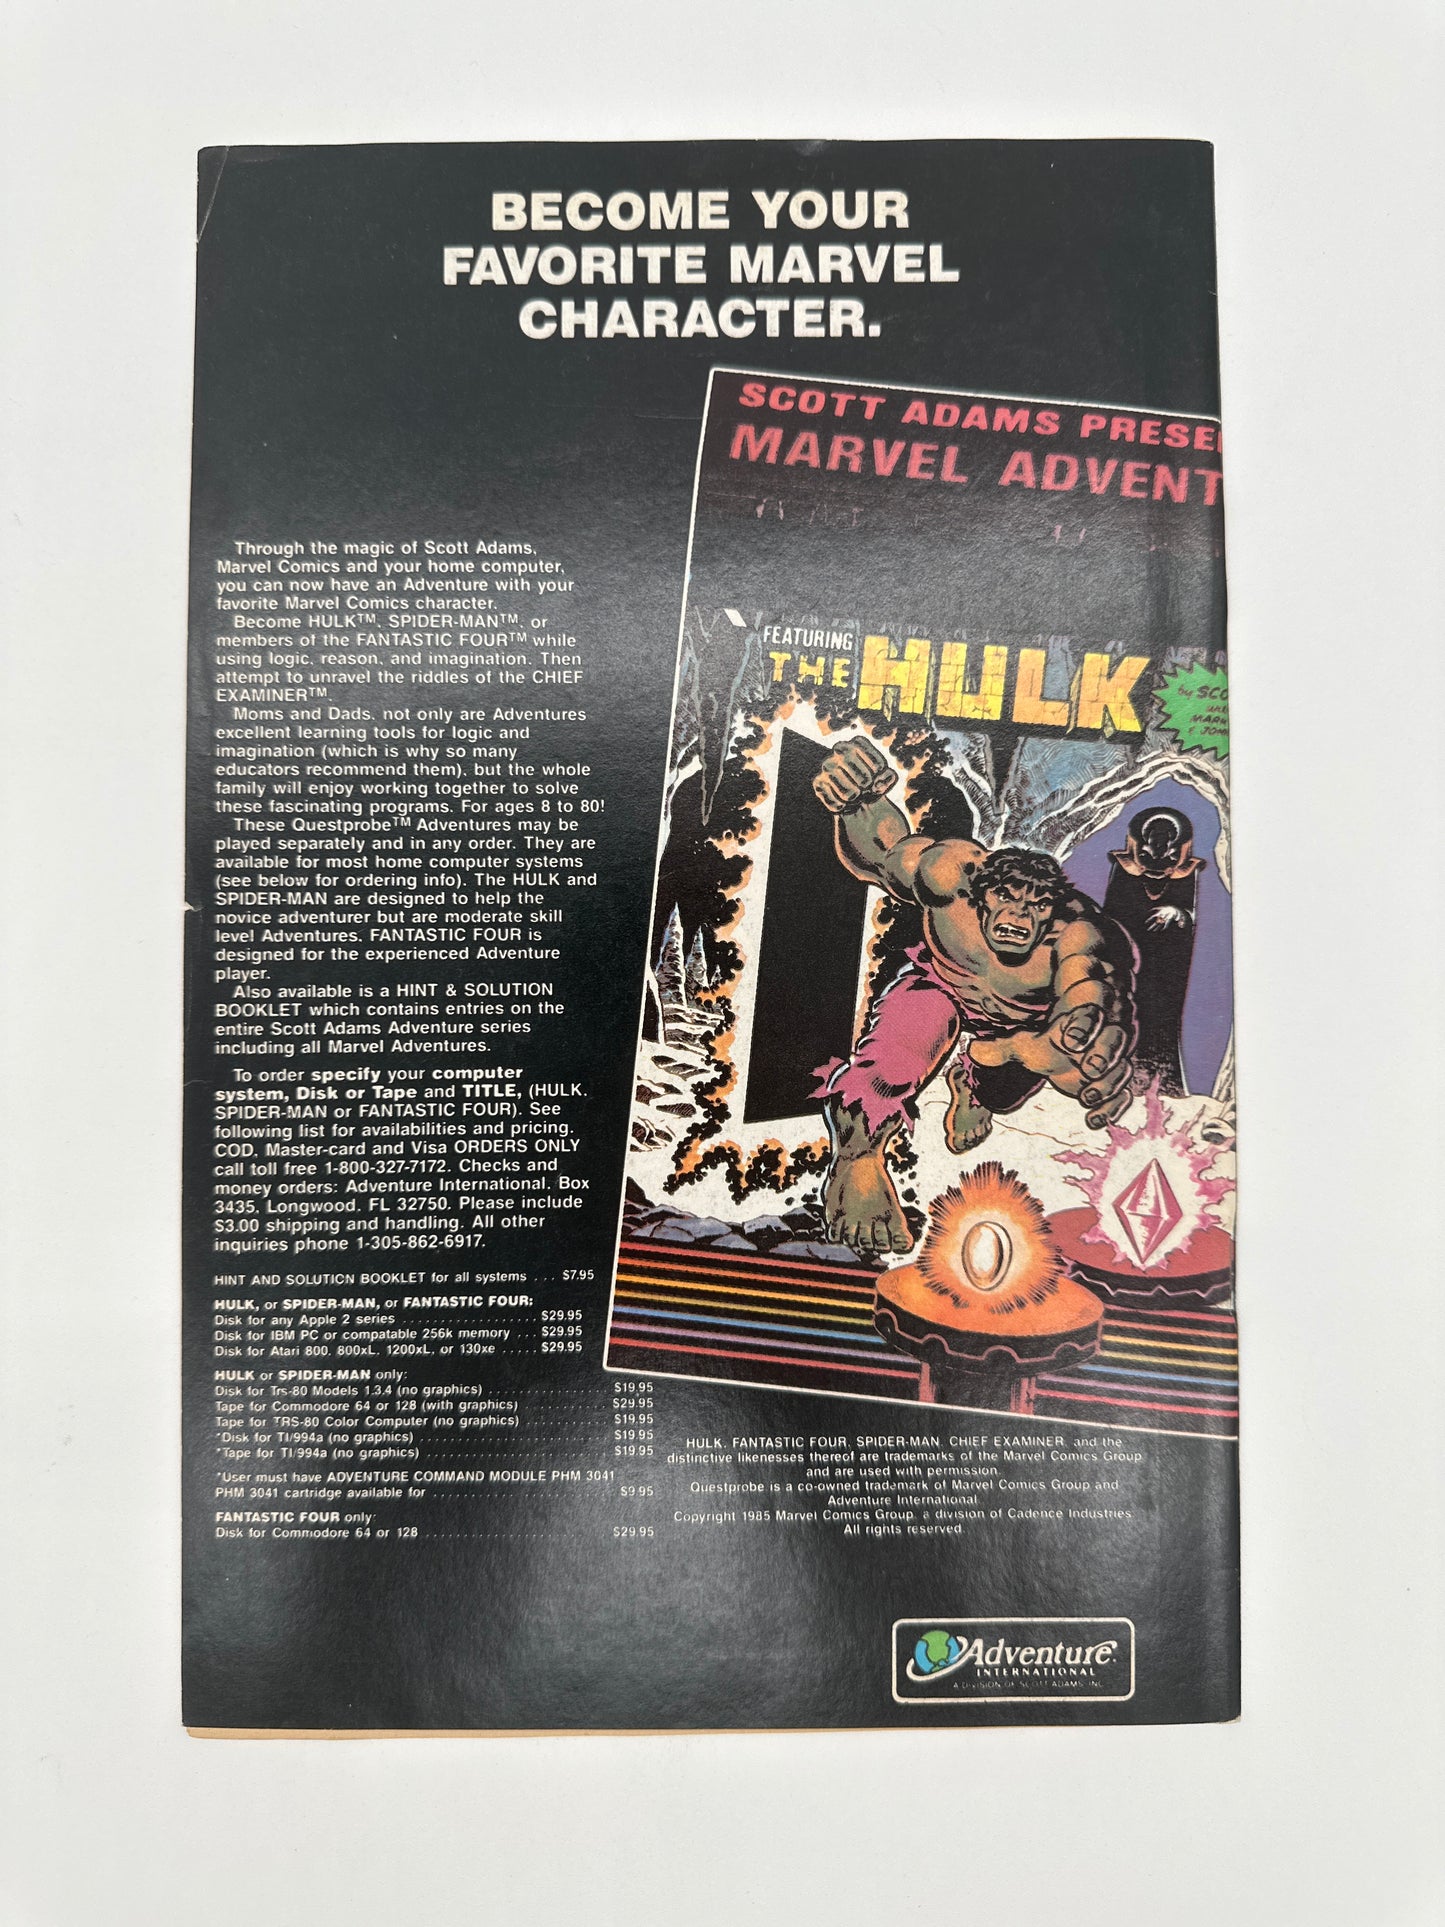 BECOME YOUR
FAVORITE MARVEL
CHARACTER.
SCOTT ADAMS PRESE
MARVEL ADVENT
FEATURING
THE HULK
by SCO
Through the magic of Scott Adams,
Marvel Comics and your home computer,
you can now have an Adventure with your
favorite Marvel Comics character.
Become HULK™, SPIDER-MAN™, or
members of the FANTASTIC FOUR™ while
using logic, reason, and imagination. Then
attempt to unravel the riddles of the CHIEF
EXAMINER™
Moms and Dads, not only are Adventures
excellent learning tools for logic and
imagination (which is why so many
educators recommend them), but the whole
family will enjoy working together to solve
these fascinating programs. For ages 8 to 80!
These Questprobe™ Adventures may be
played separately and in any order. They are
available for most home computer systems
(see below for ordering info). The HULK and
SPIDER-MAN are designed to help the
novice adventurer but are moderate skill
level Adventures. FANTASTIC FOUR is
designed for the experienced Adventure
player.
Also available is a HINT & SOLUTION
BOOKLET which contains entries on the
entire Scott Adams Adventure series
including all Marvel Adventures.
To order specify your computer
system, Disk or Tape and TITLE, (HULK,
SPIDER-MAN or FANTASTIC FOUR). See
following list for availabilities and pricing.
COD, Master-card and Visa ORDERS ONLY
call toll free 1-800-327-7172. Checks and
money orders: Adventure International, Box
3435, Longwood, FL 32750. Please include
$3.00 shipping and handling. All other
inquiries phone 1-305-862-6917.
HINT AND SOLUTION BOOKLET for all systems ... $7.95
HULK, or SPIDER-MAN, or FANTASTIC FOUR:
Disk for any Apple 2 series .................. $29.95
Disk for IBM PC or compatable 256k memory ... $29.95
Disk for Atari 800, 800xL, 1200xL, or 130xe ..... $29.95
HULK or SPIDER-MAN only:
Disk for Trs-80 Models 1.3.4 (no graphics) ............... $19.95
Tape for Commodore 64 or 128 (with graphics) ............ $29.95
Tape for TRS-80 Color Computer (no graphics) ............ $19.95
*Disk for TI/994a (no graphics) ........................ $19.95
*Tape for TI/994a (no graphics) ........................ $19.95
*User must have ADVENTURE COMMAND MODULE PHM 3041
PHM 3041 cartridge available for ....................... $9.95
FANTASTIC FOUR only:
Disk for Commodore 64 or 128 ..................... $29.95
HULK, FANTASTIC FOUR, SPIDER-MAN, CHIEF EXAMINER, and the
distinctive likenesses thereof are trademarks of the Marvel Comics Group
and are used with permission.
Questprobe is a co-owned trademark of Marvel Comics Group and
Adventure International.
Copyright 1985 Marvel Comics Group, a division of Cadence Industries.
All rights reserved.
Adventure
INTERNATIONAL
A DIVISION OF SCOTT ADAMS, INC.